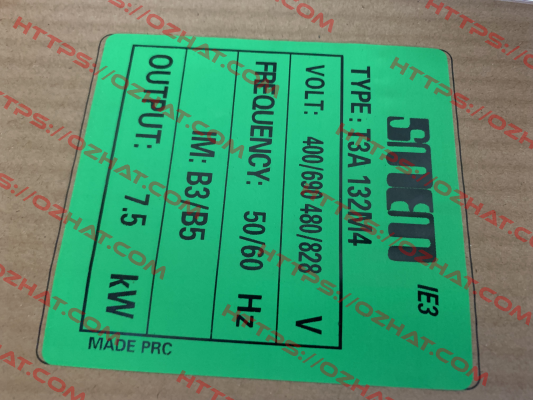 SMEM IE3
TYPE: T3A 132M4
VOLT: 400/690 480/828 V
FREQUENCY: 50/60 Hz
IM: B3/B5
OUTPUT: 7.5 kW
MADE PRC
HTTPS://OZHAT.COM/